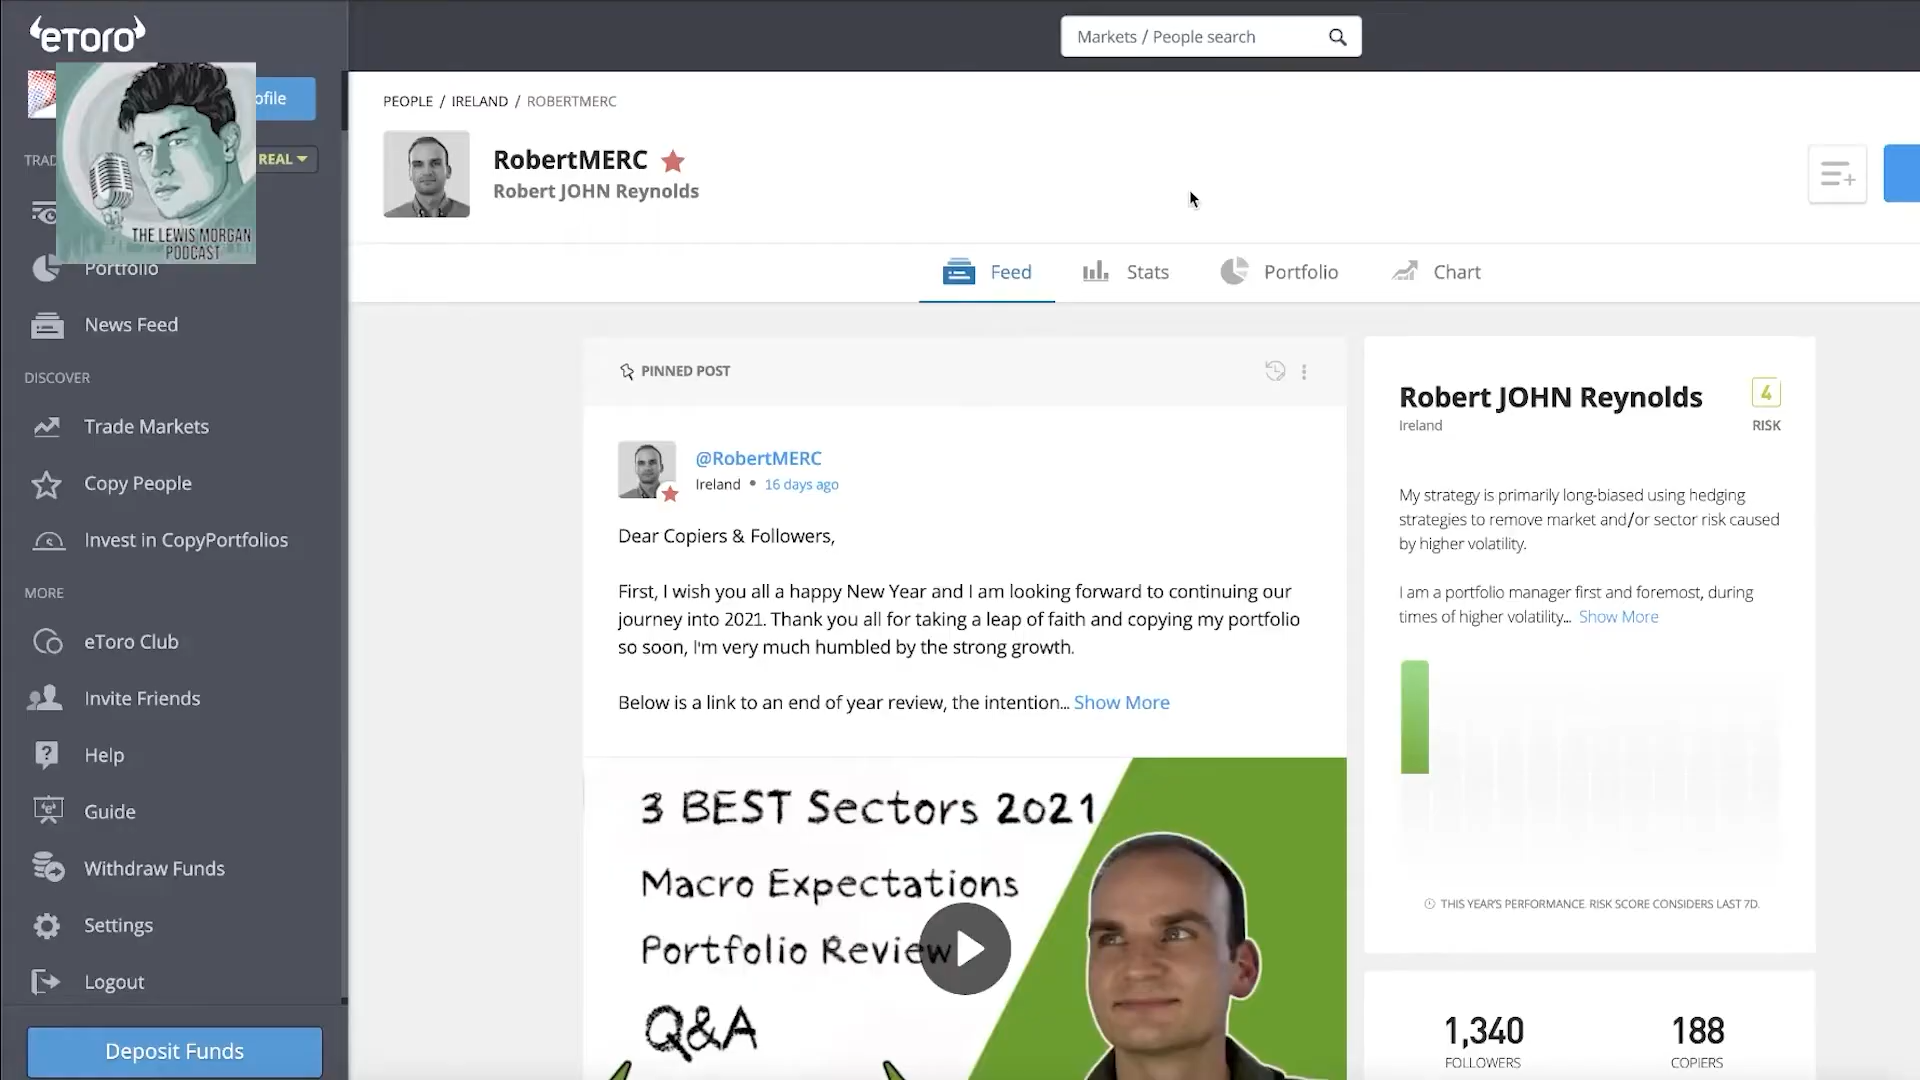 eToro
Markets / People search
ofile
TRAD
REAL
THE LEWIS MORGAN
PODCAST
Portfolio
News Feed
DISCOVER
Trade Markets
Copy People
Invest in CopyPortfolios
MORE
eToro Club
Invite Friends
Help
Guide
Withdraw Funds
Settings
Logout
Deposit Funds
PEOPLE / IRELAND / ROBERTMERC
RobertMERC
Robert JOHN Reynolds
Feed
Stats
Portfolio
Chart
PINNED POST
@RobertMERC
Ireland • 16 days ago
Dear Copiers & Followers,
First, I wish you all a happy New Year and I am looking forward to continuing our
journey into 2021. Thank you all for taking a leap of faith and copying my portfolio
so soon, I'm very much humbled by the strong growth.
Below is a link to an end of year review, the intention... Show More
3 BEST Sectors 2021
Macro Expectations
Portfolio Review
Q&A
Robert JOHN Reynolds
4
Ireland
RISK
My strategy is primarily long-biased using hedging
strategies to remove market and/or sector risk caused
by higher volatility.
I am a portfolio manager first and foremost, during
times of higher volatility... Show More
THIS YEAR'S PERFORMANCE. RISK SCORE CONSIDERS LAST 7D.
1,340
FOLLOWERS
188
COPIERS